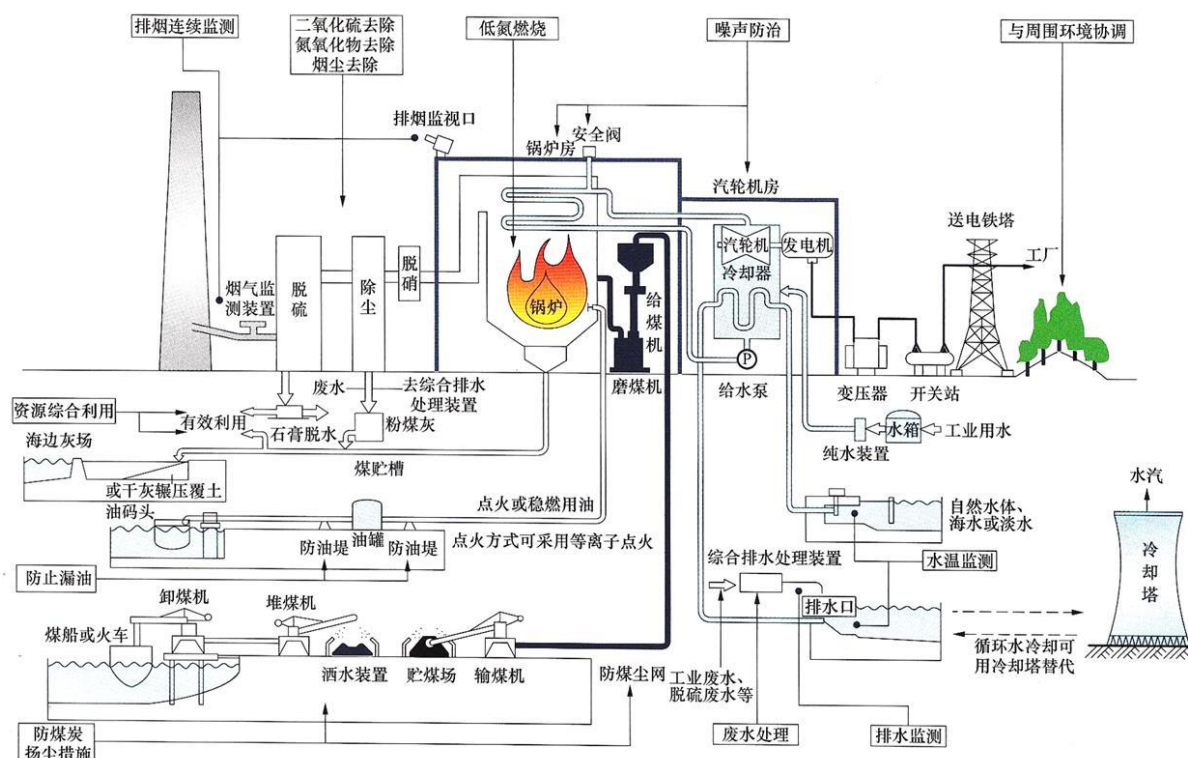 排烟连续监测
二氧化硫去除
氮氧化物去除
烟尘去除
低氮燃烧
噪声防治
与周围环境协调
排烟监视口
锅炉房
安全阀
汽轮机房
送电铁塔
工厂
汽轮机
发电机
冷却器
烟气监
测装置
脱硫
除尘
脱硝
锅炉
给煤机
磨煤机
P
给水泵
变压器
开关站
废水
去综合排水
处理装置
资源综合利用
有效利用
石膏脱水
粉煤灰
水箱
工业用水
纯水装置
海边灰场
煤贮槽
或干灰辗压覆土
油码头
点火或稳燃用油
油罐
防油堤
防油堤
点火方式可采用等离子点火
自然水体、
海水或淡水
水汽
冷却塔
防止漏油
综合排水处理装置
水温监测
排水口
卸煤机
堆煤机
煤船或火车
洒水装置
贮煤场
输煤机
防煤尘网
工业废水、
脱硫废水等
循环水冷却可
用冷却塔替代
防煤炭
扬尘措施
废水处理
排水监测